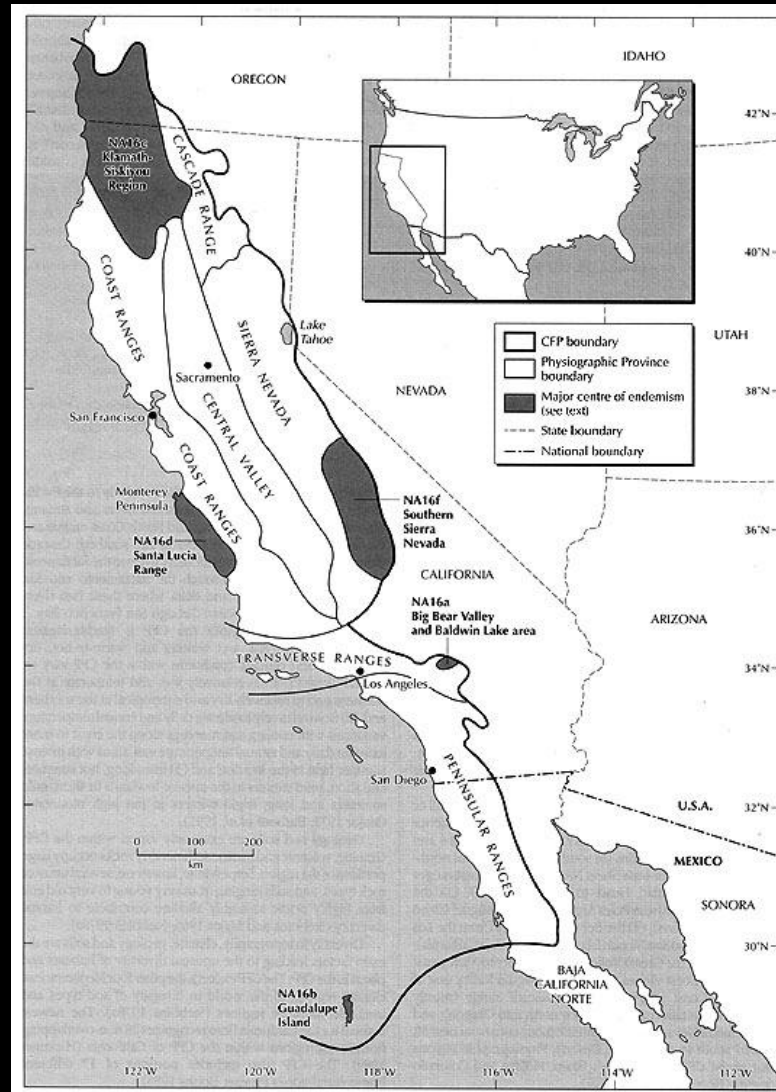 OREGON
IDAHO
42°N
NA16c
Klamath-
Siskiyou
Region
CASCADE RANGE
40°N
COAST RANGES
Lake
Tahoe
SIERRA NEVADA
UTAH
CFP boundary
Physiographic Province
boundary
Major centre of endemism
(see text)
State boundary
National boundary
Sacramento
NEVADA
38°N
San Francisco
CENTRAL VALLEY
COAST RANGES
Monterey
Peninsula
NA16d
Santa Lucia
Range
NA16f
Southern
Sierra
Nevada
36°N
CALIFORNIA
NA16a
Big Bear Valley
and Baldwin Lake area
ARIZONA
TRANSVERSE RANGES
34°N
Los Angeles
San Diego
PENINSULAR RANGES
U.S.A.
32°N
0 100 200
km
MEXICO
SONORA
30°N
BAJA
CALIFORNIA
NORTE
NA16b
Guadalupe
Island
122°W
120°W
118°W
116°W
114°W
112°W